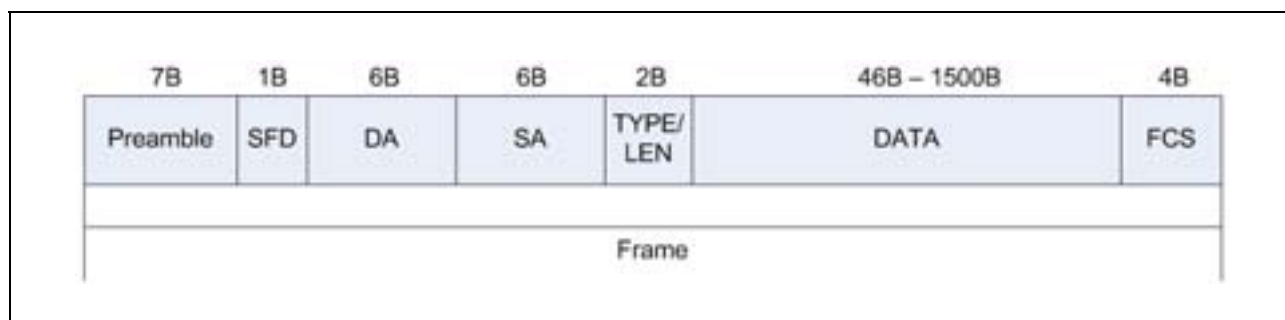 7B 1B 6B 6B 2B 46B – 1500B 4B
Preamble SFD DA SA TYPE/ LEN DATA FCS
Frame